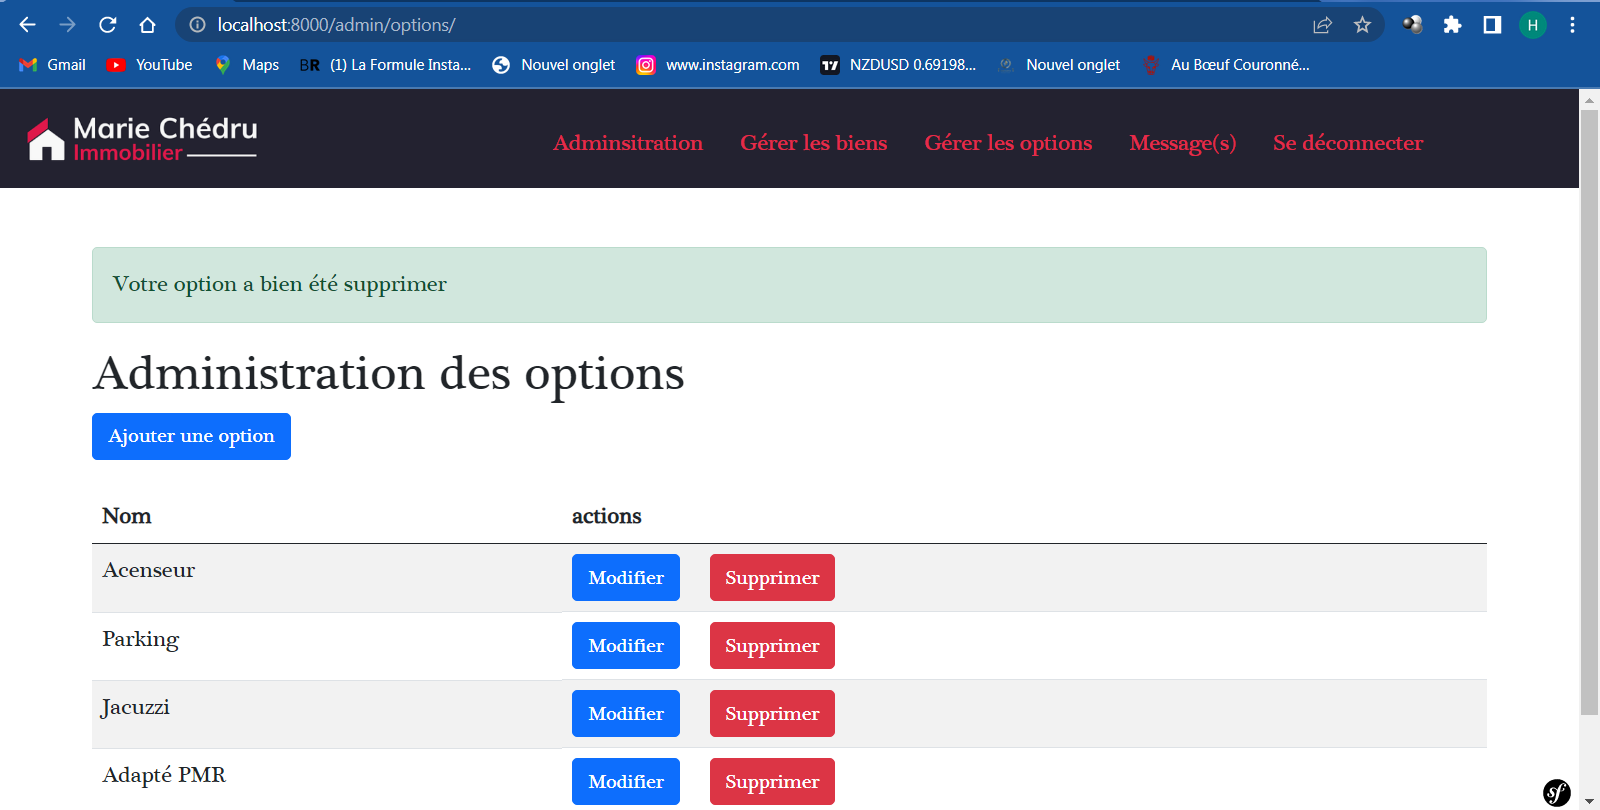 localhost:8000/admin/options/
H
Gmail YouTube Maps BR (1) La Formule Insta... Nouvel onglet www.instagram.com NZDUSD 0.69198... Nouvel onglet Au Bœuf Couronné...
Marie Chédru
Immobilier
Adminsitration Gérer les biens Gérer les options Message(s) Se déconnecter
Votre option a bien été supprimer
Administration des options
Ajouter une option
Nom actions
Acenseur Modifier Supprimer
Parking Modifier Supprimer
Jacuzzi Modifier Supprimer
Adapté PMR Modifier Supprimer
sf